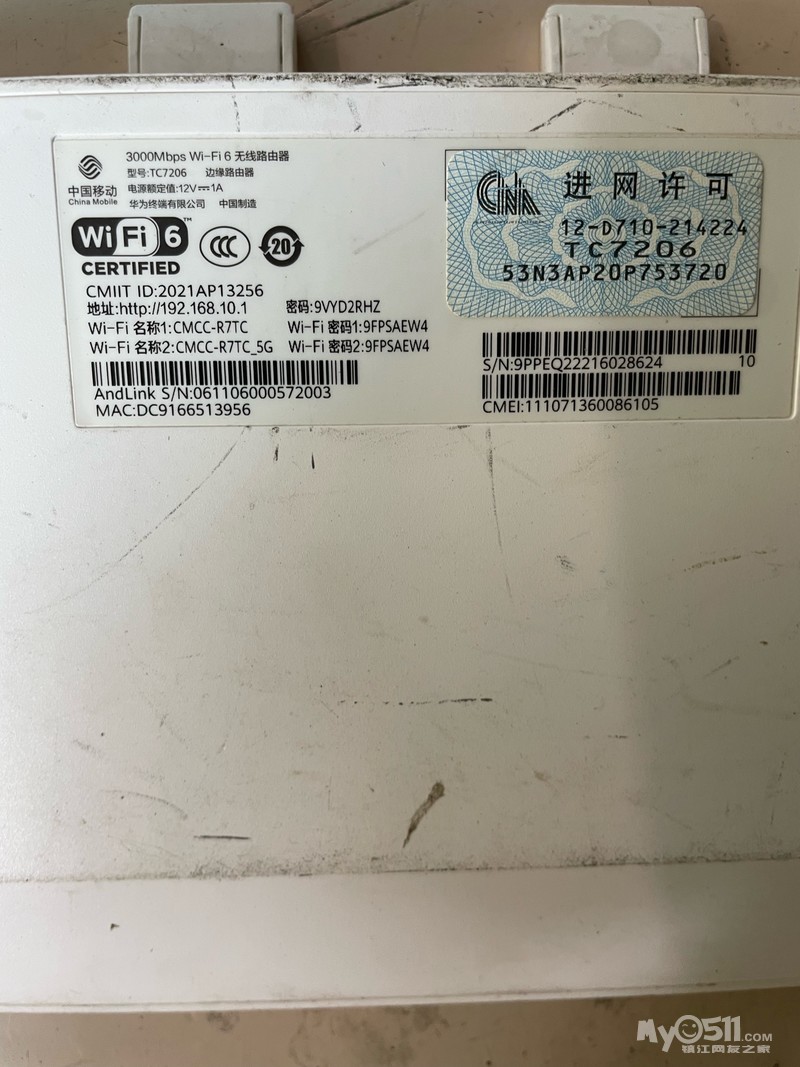 3000Mbps Wi-Fi 6 无线路由器
型号:TC7206 边缘路由器
电源额定值:12V⎓1A
华为终端有限公司 中国制造
中国移动
China Mobile
Wi Fi 6™
CERTIFIED
CCC
20
CMIIT ID:2021AP13256
地址:http://192.168.10.1 密码:9VYD2RHZ
Wi-Fi 名称1:CMCC-R7TC Wi-Fi 密码1:9FPSAEW4
Wi-Fi 名称2:CMCC-R7TC_5G Wi-Fi 密码2:9FPSAEW4
AndLink S/N:061106000572003
MAC:DC9166513956
CNA 进网许可
12-D710-214224
TC7206
53N3AP20P753720
S/N:9PPEQ22216028624 10
CMEI:111071360086105
My0511.COM
镇江网友之家